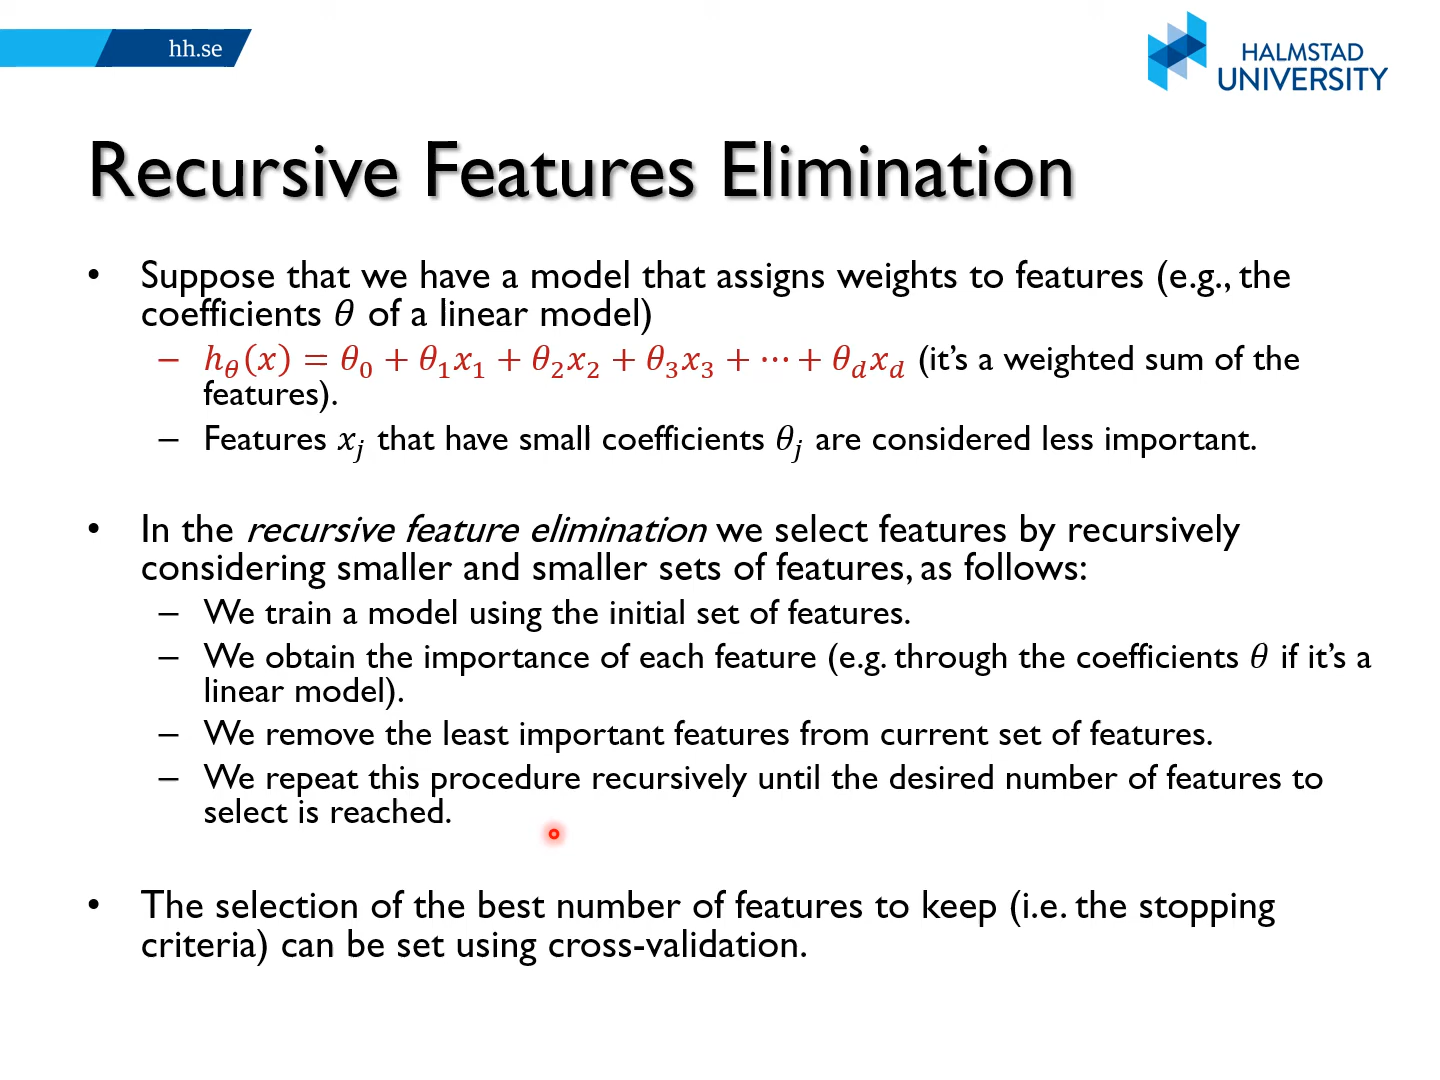 hh.se
HALMSTAD
UNIVERSITY
Recursive Features Elimination
• Suppose that we have a model that assigns weights to features (e.g., the
coefficients θ of a linear model)
– h_θ(x) = θ₀ + θ₁x₁ + θ₂x₂ + θ₃x₃ + ⋯ + θ_d x_d (it’s a weighted sum of the
features).
– Features x_j that have small coefficients θ_j are considered less important.
• In the recursive feature elimination we select features by recursively
considering smaller and smaller sets of features, as follows:
– We train a model using the initial set of features.
– We obtain the importance of each feature (e.g. through the coefficients θ if it’s a
linear model).
– We remove the least important features from current set of features.
– We repeat this procedure recursively until the desired number of features to
select is reached.
• The selection of the best number of features to keep (i.e. the stopping
criteria) can be set using cross-validation.